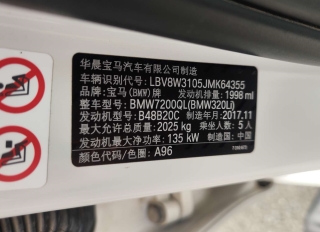 华晨宝马汽车有限公司制造
车辆识别代号:LBV8W3105JMK64355
品牌:宝马(BMW)牌 发动机排量:1998 ml
整车型号:BMW7200QL(BMW320Li)
发动机型号:B48B20C 制造年月:2017.11
最大允许总质量:2025 kg 乘坐人数:5 人
发动机最大净功率:135 kW 制造国:中国
颜色代码/色圈:A96